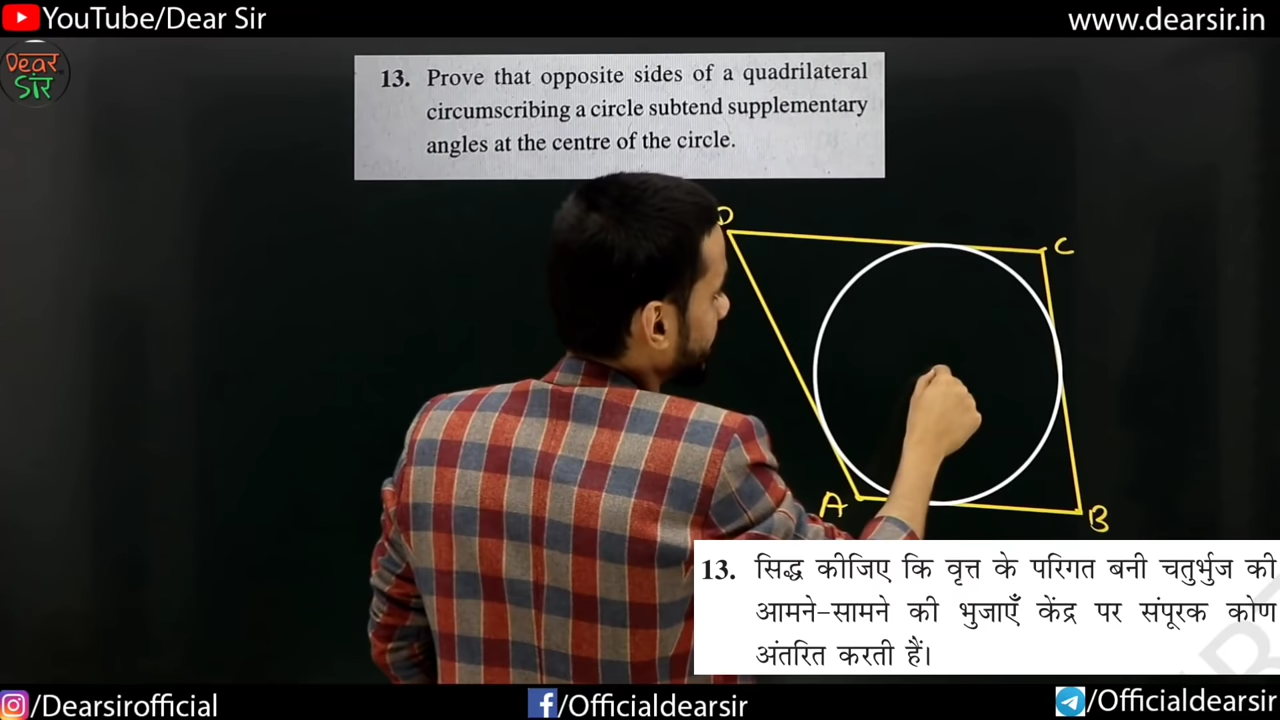 YouTube/Dear Sir
www.dearsir.in
Dear
सर
13. Prove that opposite sides of a quadrilateral
circumscribing a circle subtend supplementary
angles at the centre of the circle.
D
C
A
B
13. सिद्ध कीजिए कि वृत्त के परिगत बनी चतुर्भुज की
आमने-सामने की भुजाएँ केंद्र पर संपूरक कोण
अंतरित करती हैं।
/Dearsirofficial
/Officialdearsir
/Officialdearsir